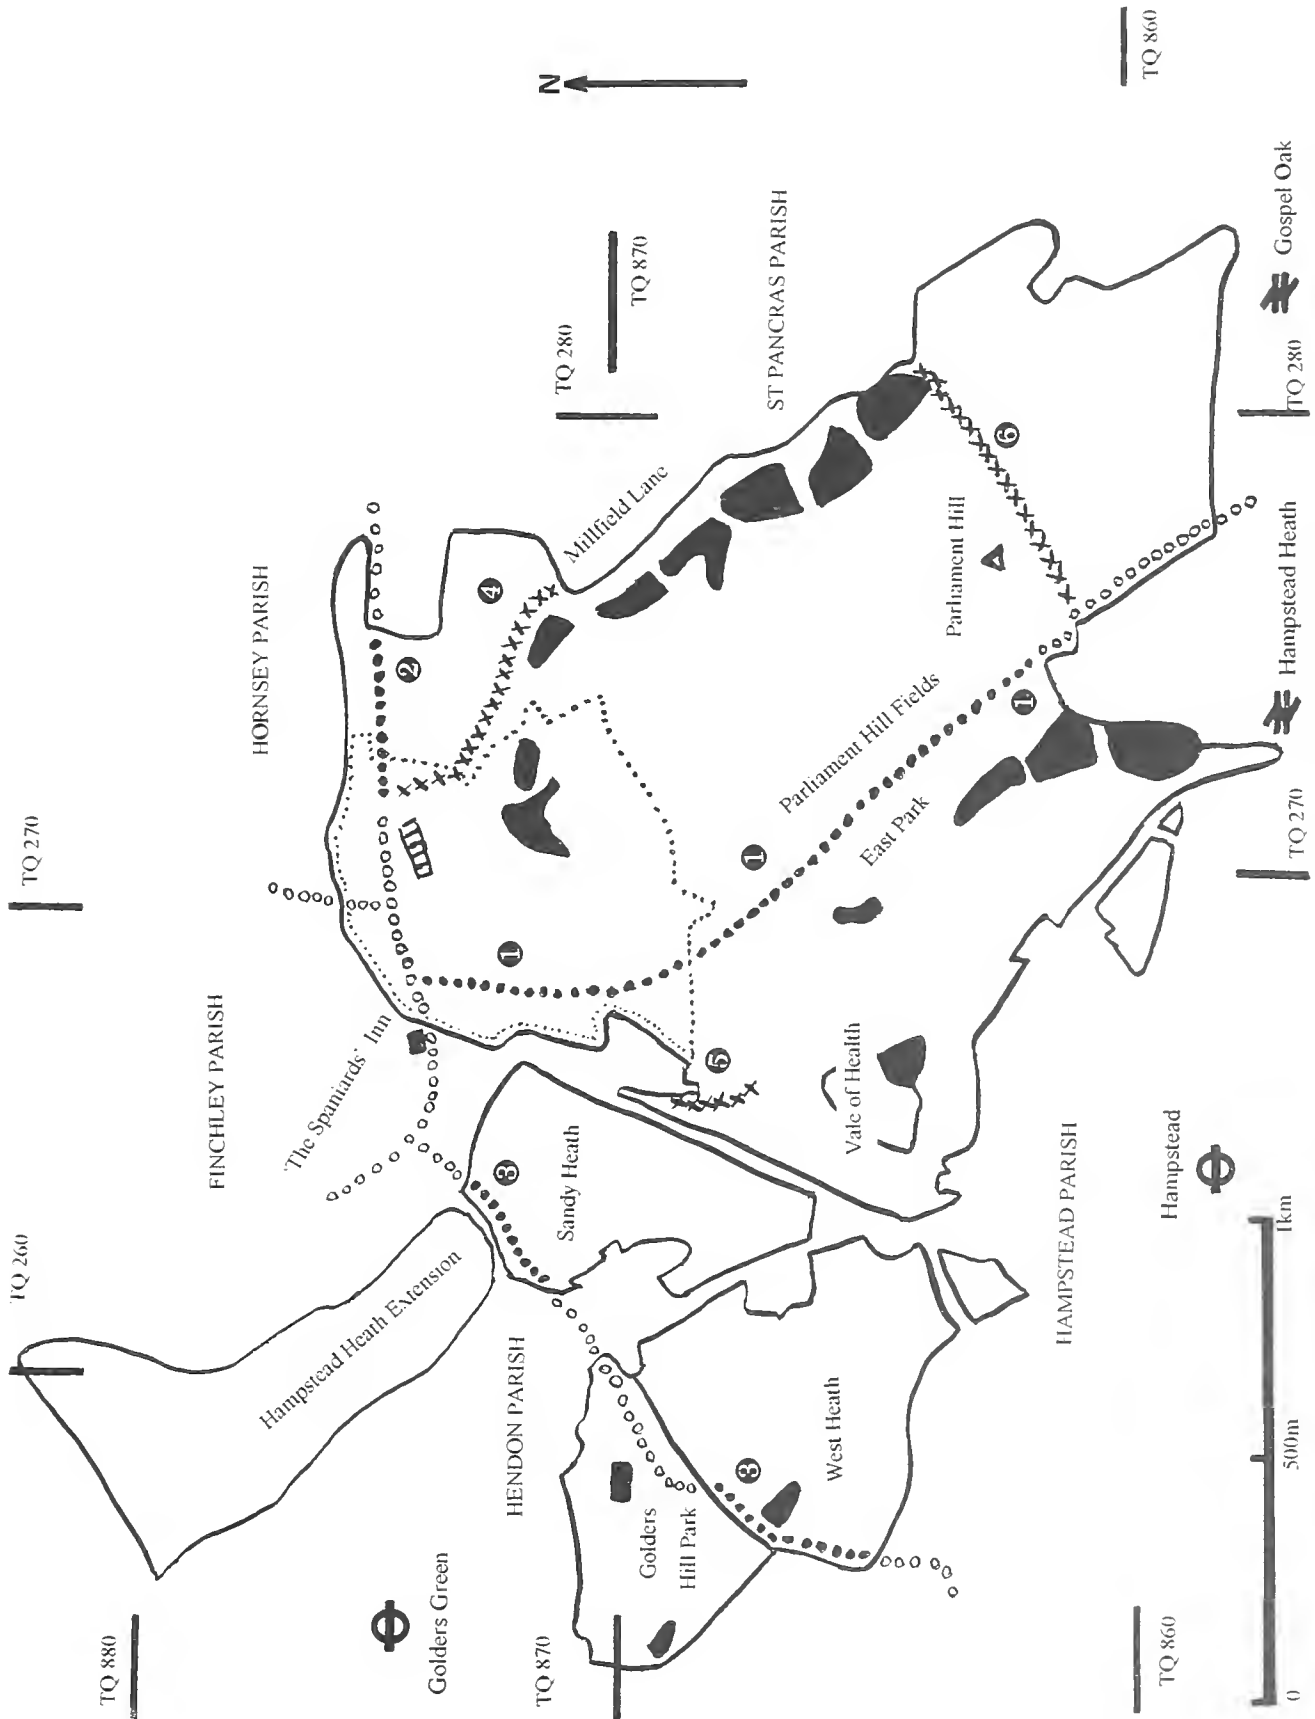 TQ 260
TQ 270
TQ 880
Golders Green
FINCHLEY PARISH
HORNSEY PARISH
N
'The Spaniards' Inn
Hampstead Heath Extension
2
4
1
3
Sandy Heath
HENDON PARISH
TQ 870
Golders
Hill Park
3
West Heath
5
Vale of Health
1
Millfield Lane
TQ 280
TQ 870
ST PANCRAS PARISH
Parliament Hill Fields
East Park
1
Parliament Hill
6
HAMPSTEAD PARISH
Hampstead
TQ 860
TQ 860
0
500m
1km
TQ 270
Hampstead Heath
TQ 280
Gospel Oak